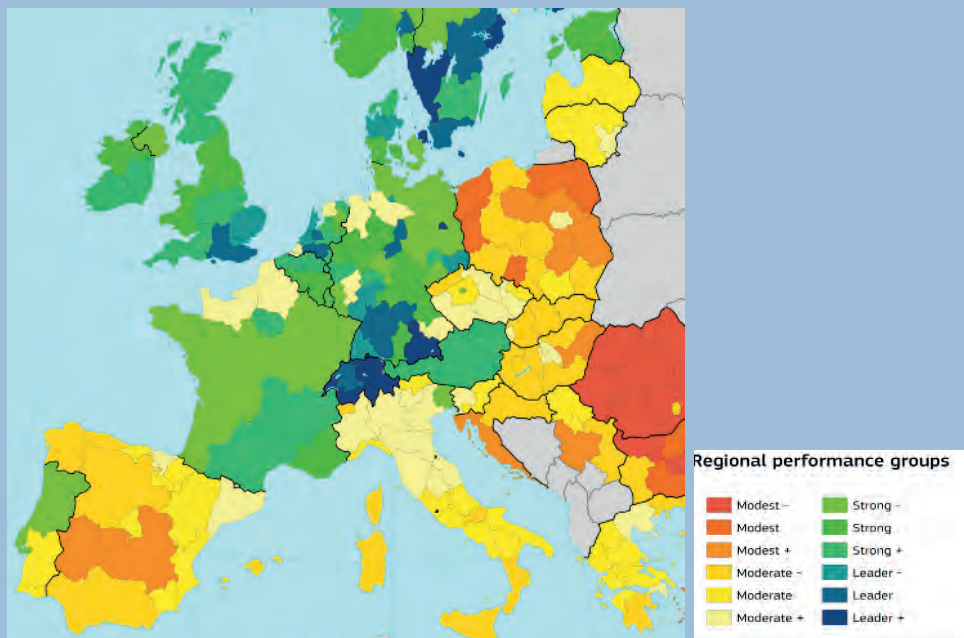 Regional performance groups
Modest -
Modest
Modest +
Moderate -
Moderate
Moderate +
Strong -
Strong
Strong +
Leader -
Leader
Leader +